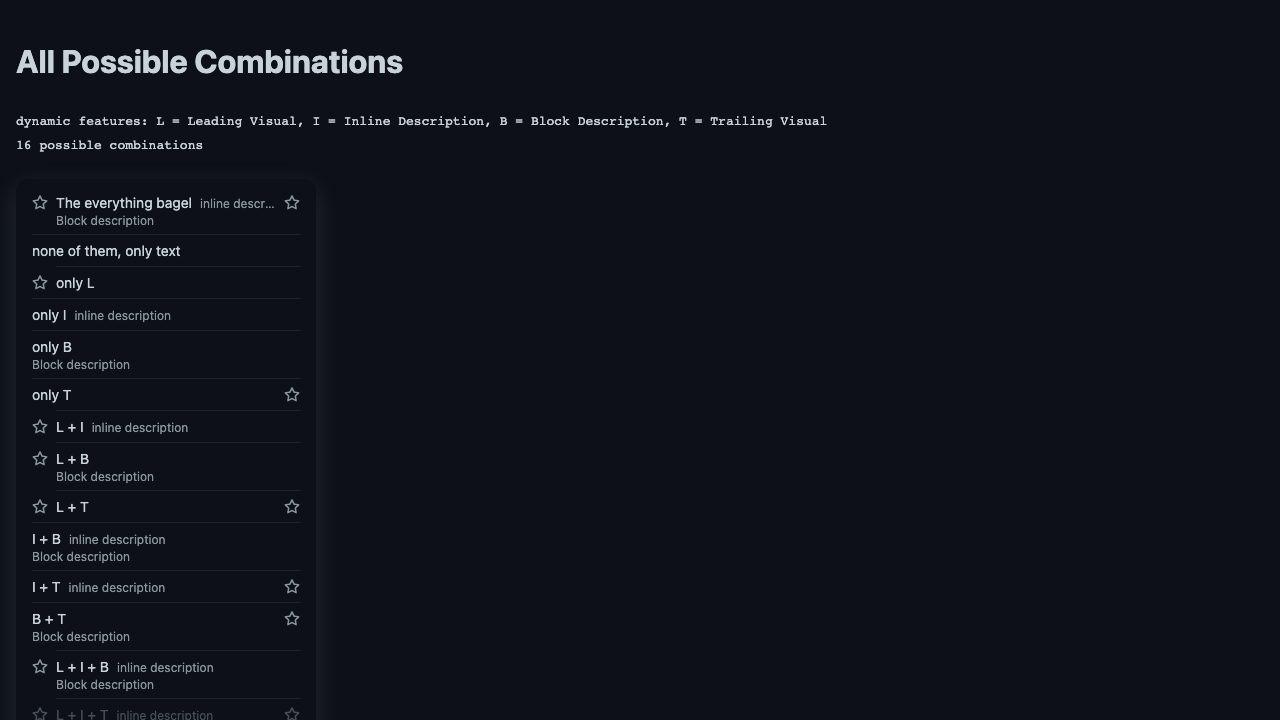 All Possible Combinations
dynamic features: L = Leading Visual, I = Inline Description, B = Block Description, T = Trailing Visual
16 possible combinations
The everything bagel inline descr...
Block description
none of them, only text
only L
only I inline description
only B
Block description
only T
L + I inline description
L + B
Block description
L + T
I + B inline description
Block description
I + T inline description
B + T
Block description
L + I + B inline description
Block description
L + I + T inline description